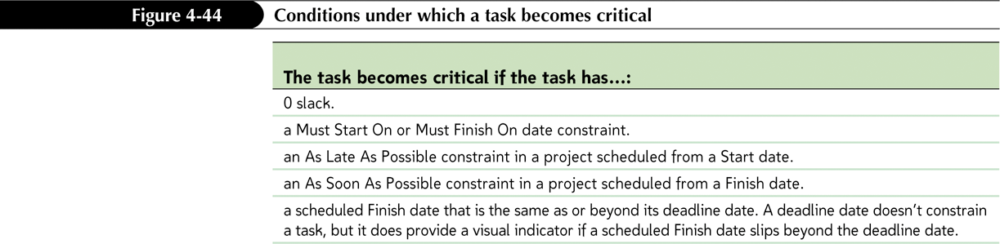 Figure 4-44 Conditions under which a task becomes critical
The task becomes critical if the task has...:
0 slack.
a Must Start On or Must Finish On date constraint.
an As Late As Possible constraint in a project scheduled from a Start date.
an As Soon As Possible constraint in a project scheduled from a Finish date.
a scheduled Finish date that is the same as or beyond its deadline date. A deadline date doesn't constrain
a task, but it does provide a visual indicator if a scheduled Finish date slips beyond the deadline date.